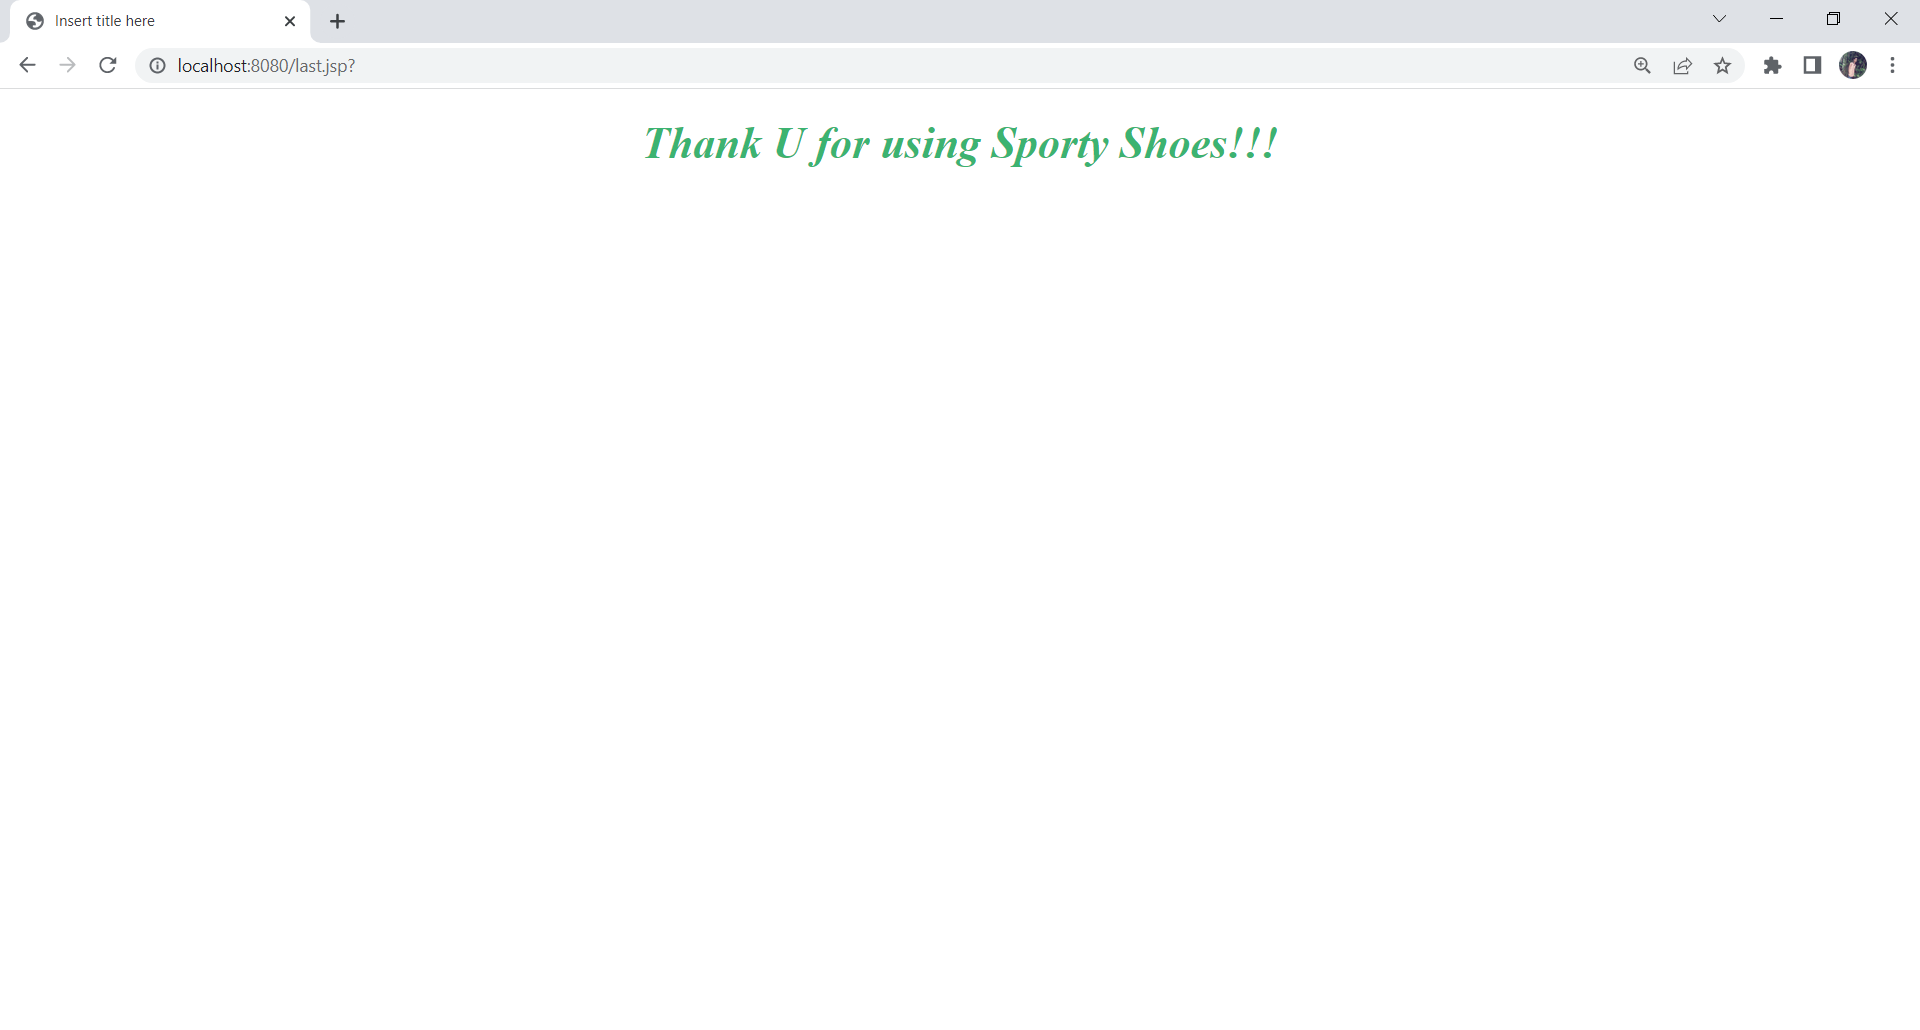 Insert title here
localhost:8080/last.jsp?
Thank U for using Sporty Shoes!!!